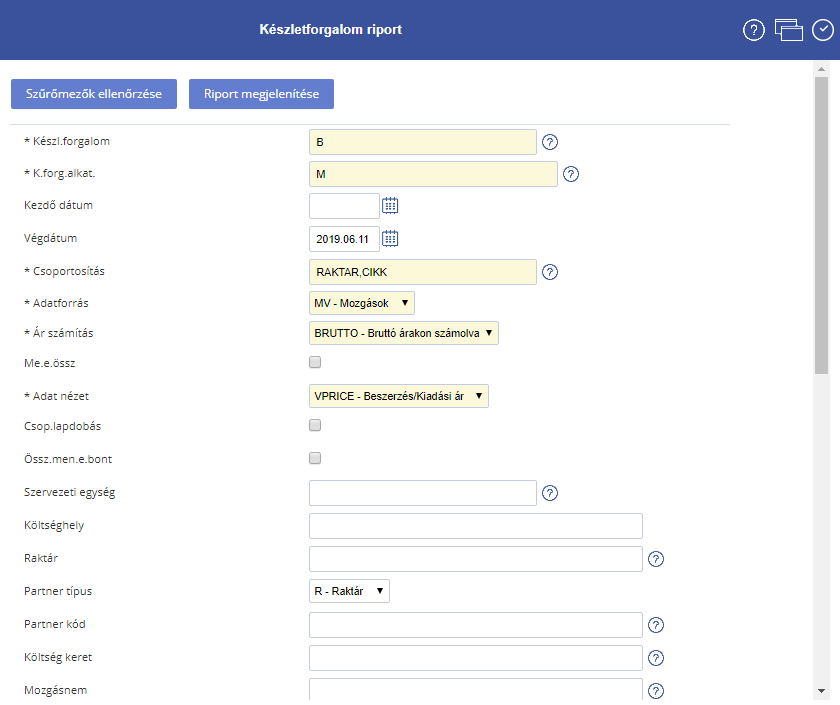 Készletforgalom riport
Szűrőmezők ellenőrzése Riport megjelenítése
* Készl.forgalom B
* K.forg.alkat. M
Kezdő dátum
Végdátum 2019.06.11
* Csoportosítás RAKTAR,CIKK
* Adatforrás MV - Mozgások
* Ár számítás BRUTTO - Bruttó árakon számolva
Me.e.össz
* Adat nézet VPRICE - Beszerzés/Kiadási ár
Csop.lapdobás
Össz.men.e.bont
Szervezeti egység
Költséghely
Raktár
Partner típus R - Raktár
Partner kód
Költség keret
Mozgásnem